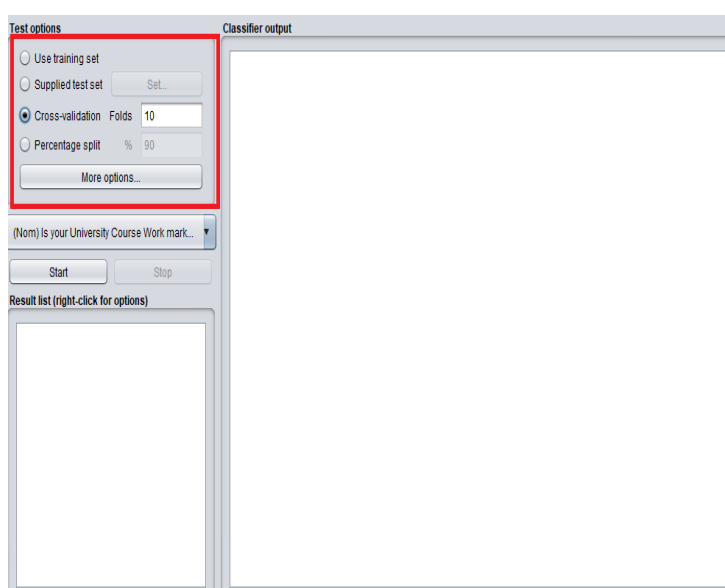 Test options
Classifier output
Use training set
Supplied test set Set...
Cross-validation Folds 10
Percentage split % 90
More options...
(Nom) Is your University Course Work mark...
Start Stop
Result list (right-click for options)